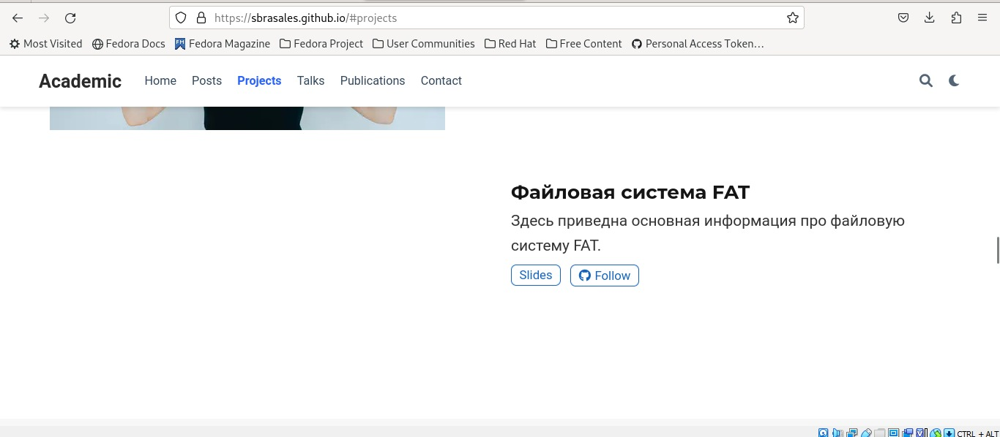 https://sbrasales.github.io/#projects
Most Visited Fedora Docs Fedora Magazine Fedora Project User Communities Red Hat Free Content Personal Access Token…
Academic Home Posts Projects Talks Publications Contact
Файловая система FAT
Здесь приведна основная информация про файловую
систему FAT.
Slides Follow
CTRL + ALT